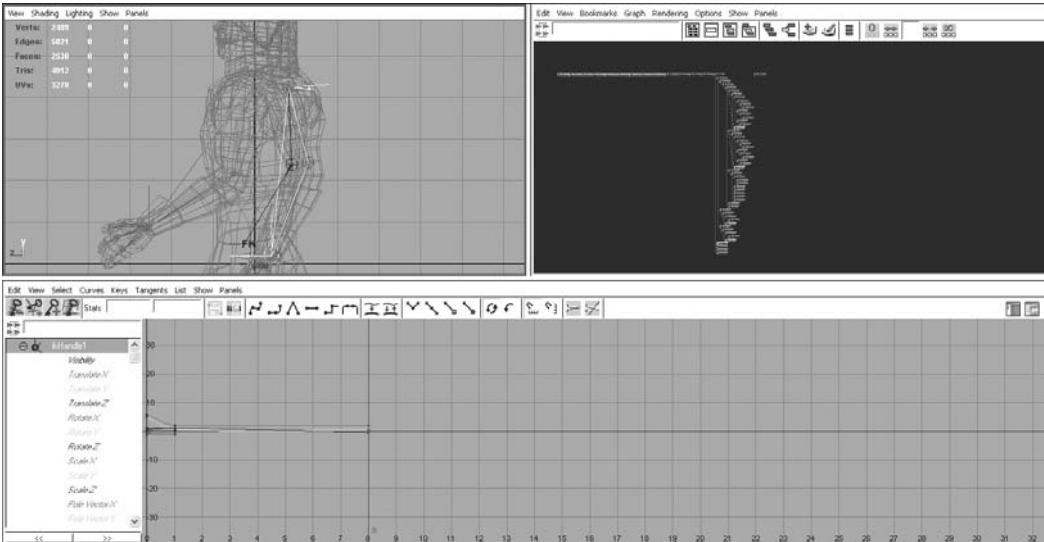 View Shading Lighting Show Panels
Verts: 2489 0 0
Edges: 5021 0 0
Faces: 2538 0 0
Tris: 4912 0 0
UVs: 3278 0 0
FK
Edit View Bookmarks Graph Rendering Options Show Panels
Edit View Select Curves Keys Tangents List Show Panels
Stats
ikHandle1
Visibility
Translate X
Translate Y
Translate Z
Rotate X
Rotate Y
Rotate Z
Scale X
Scale Y
Scale Z
Pole Vector X
Pole Vector Y
<< >>
30
20
10
0
-10
-20
-30
8
0 1 2 3 4 5 6 7 8 9 10 11 12 13 14 15 16 17 18 19 20 21 22 23 24 25 26 27 28 29 30 31 32